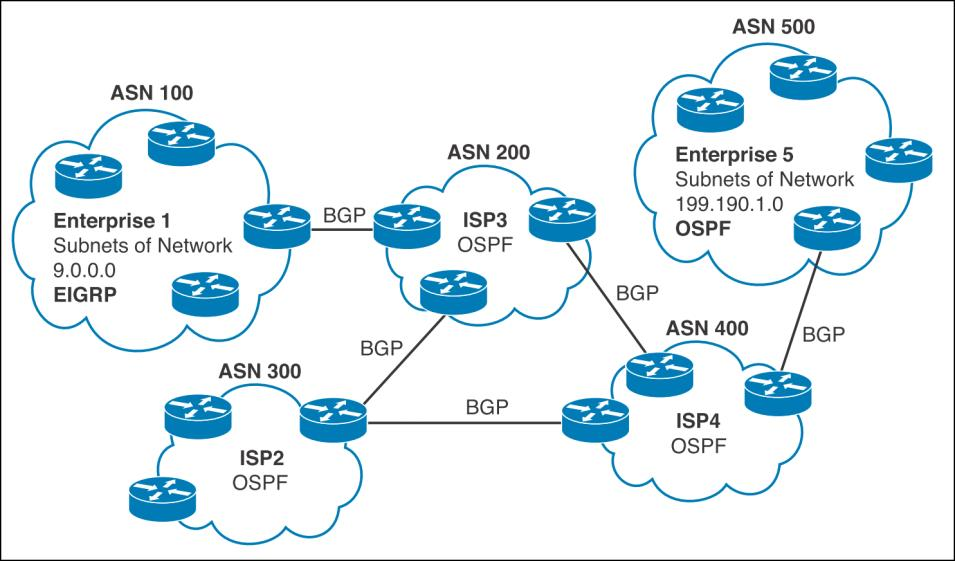 ASN 500
ASN 100
Enterprise 1
Subnets of Network
9.0.0.0
EIGRP
BGP
ASN 200
ISP3
OSPF
Enterprise 5
Subnets of Network
199.190.1.0
OSPF
BGP
BGP
BGP
ASN 400
ISP4
OSPF
BGP
ASN 300
ISP2
OSPF